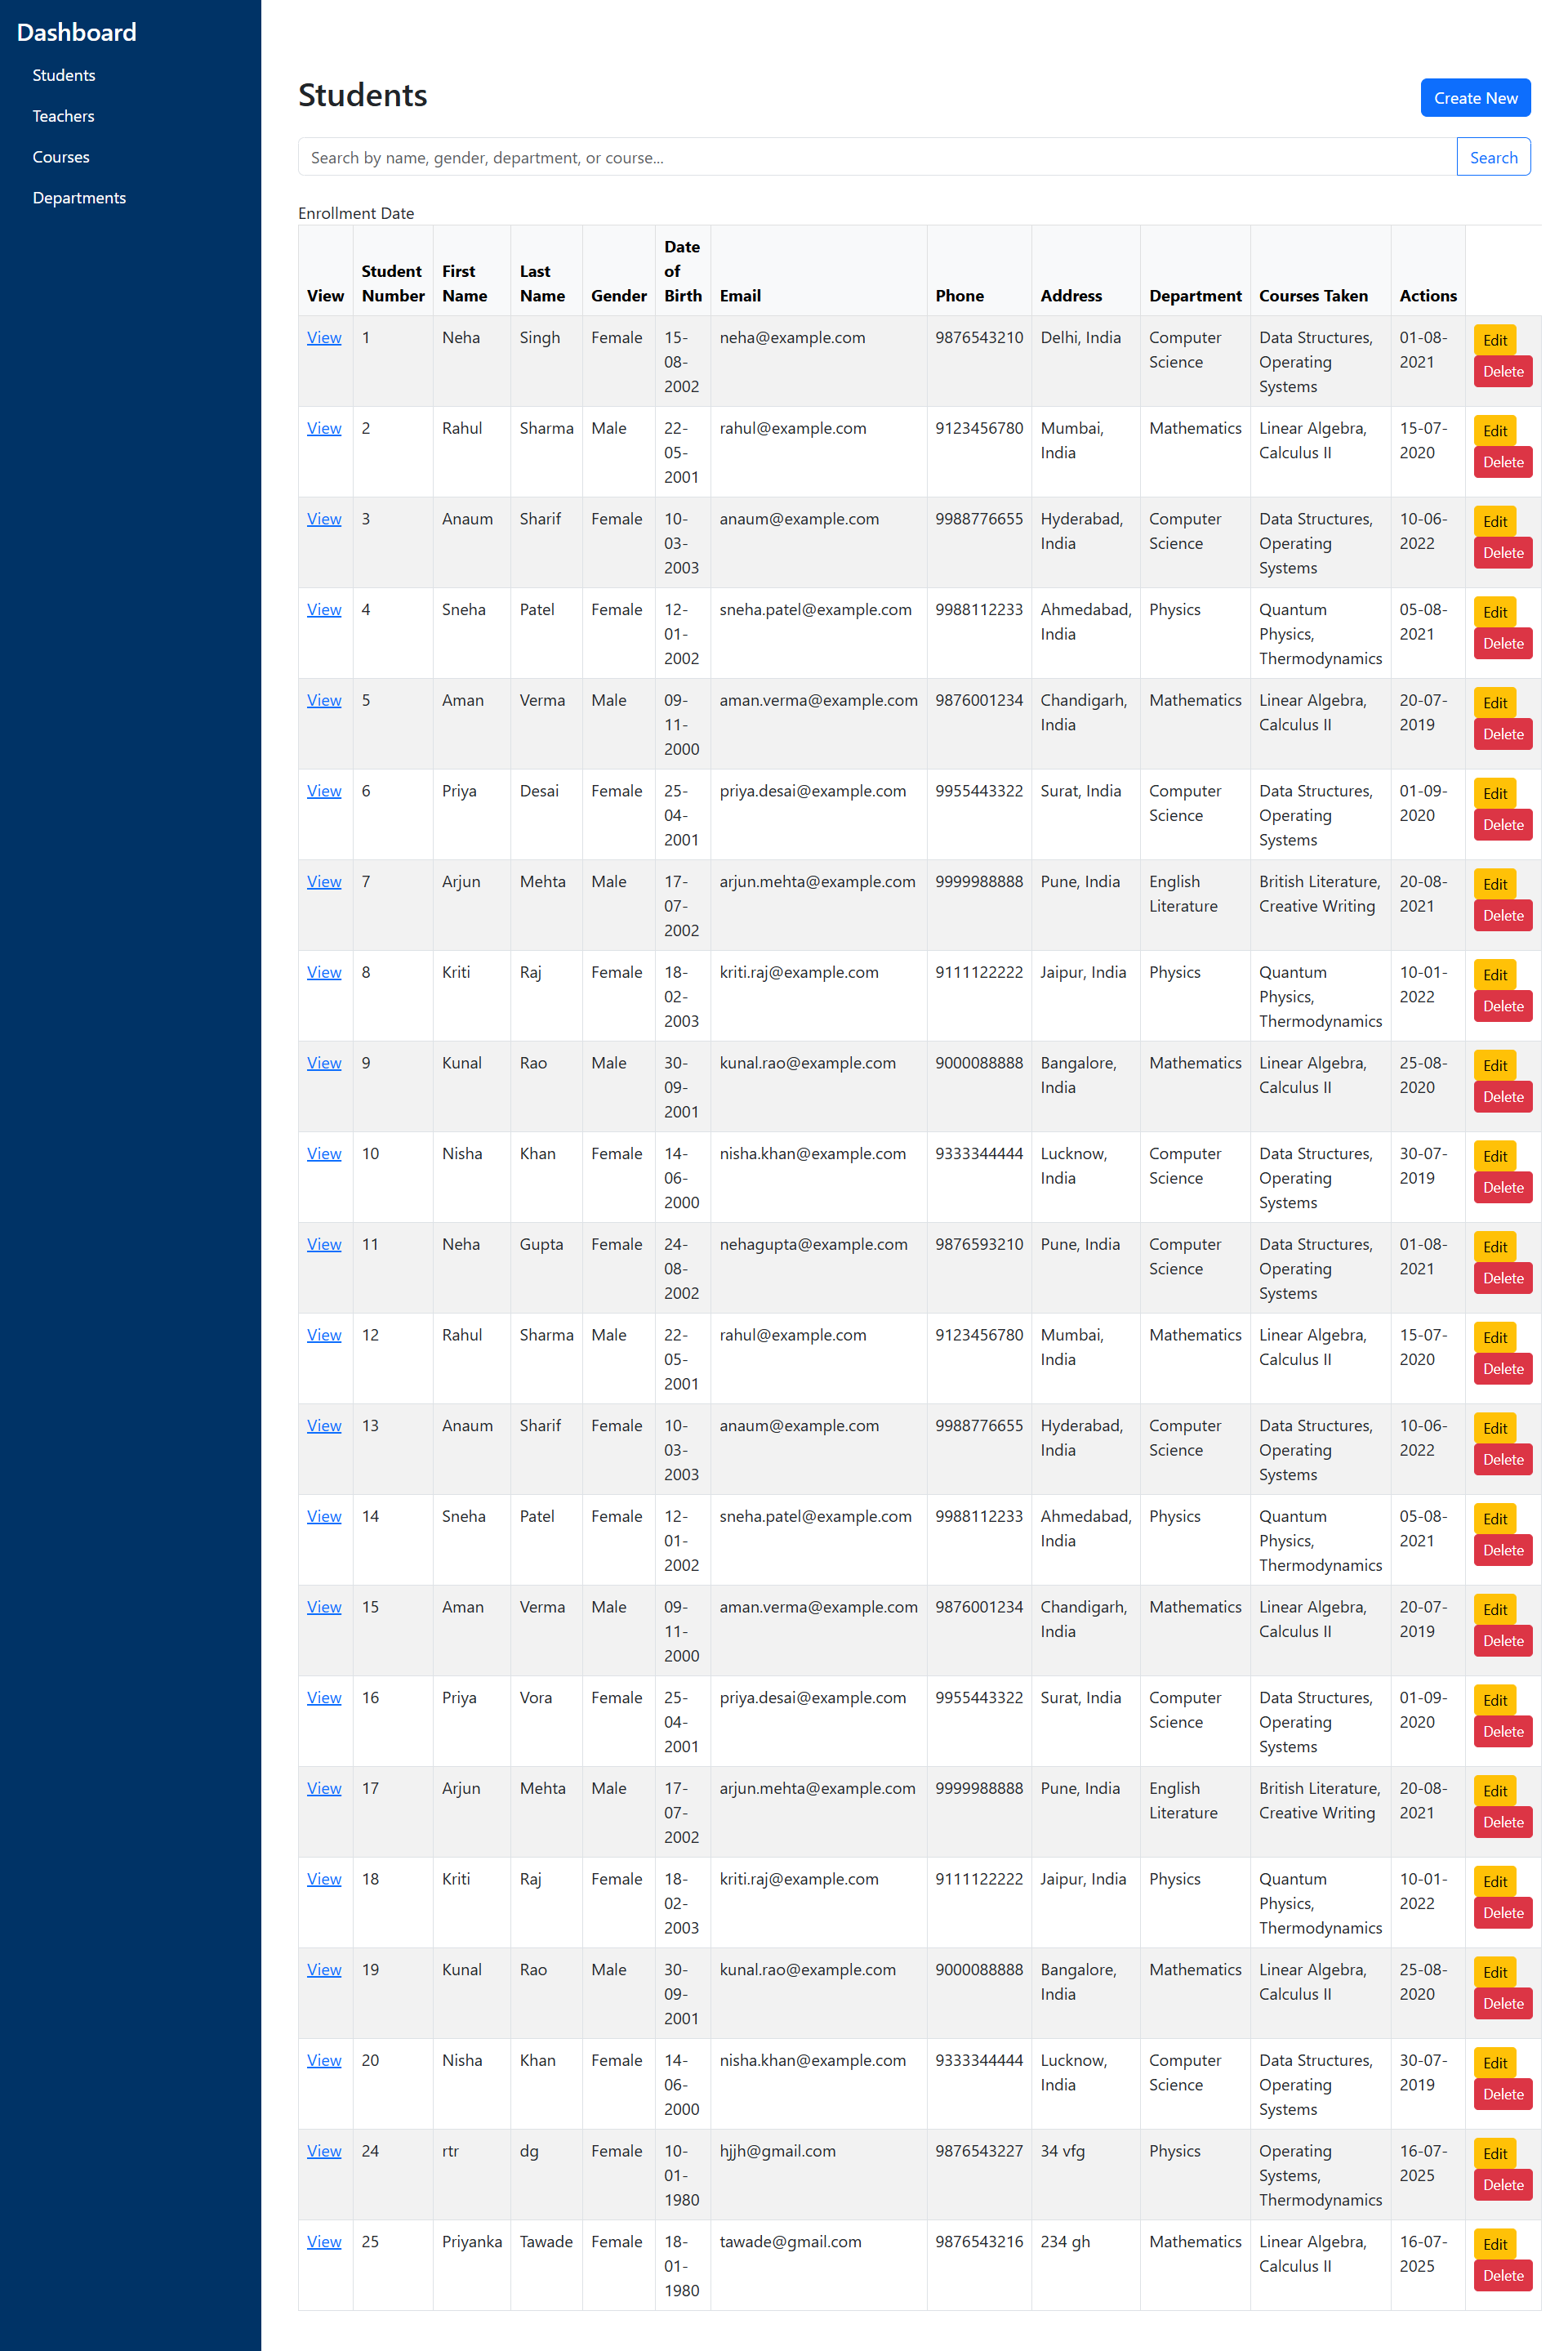 Dashboard
Students
Teachers
Courses
Departments
Students
Create New
Search by name, gender, department, or course...
Search
Enrollment Date
View Student Number First Name Last Name Gender Date of Birth Email Phone Address Department Courses Taken Actions
View 1 Neha Singh Female 15-08-2002 neha@example.com 9876543210 Delhi, India Computer Science Data Structures, Operating Systems 01-08-2021 Edit Delete
View 2 Rahul Sharma Male 22-05-2001 rahul@example.com 9123456780 Mumbai, India Mathematics Linear Algebra, Calculus II 15-07-2020 Edit Delete
View 3 Anaum Sharif Female 10-03-2003 anaum@example.com 9988776655 Hyderabad, India Computer Science Data Structures, Operating Systems 10-06-2022 Edit Delete
View 4 Sneha Patel Female 12-01-2002 sneha.patel@example.com 9988112233 Ahmedabad, India Physics Quantum Physics, Thermodynamics 05-08-2021 Edit Delete
View 5 Aman Verma Male 09-11-2000 aman.verma@example.com 9876001234 Chandigarh, India Mathematics Linear Algebra, Calculus II 20-07-2019 Edit Delete
View 6 Priya Desai Female 25-04-2001 priya.desai@example.com 9955443322 Surat, India Computer Science Data Structures, Operating Systems 01-09-2020 Edit Delete
View 7 Arjun Mehta Male 17-07-2002 arjun.mehta@example.com 9999988888 Pune, India English Literature British Literature, Creative Writing 20-08-2021 Edit Delete
View 8 Kriti Raj Female 18-02-2003 kriti.raj@example.com 9111122222 Jaipur, India Physics Quantum Physics, Thermodynamics 10-01-2022 Edit Delete
View 9 Kunal Rao Male 30-09-2001 kunal.rao@example.com 9000088888 Bangalore, India Mathematics Linear Algebra, Calculus II 25-08-2020 Edit Delete
View 10 Nisha Khan Female 14-06-2000 nisha.khan@example.com 9333344444 Lucknow, India Computer Science Data Structures, Operating Systems 30-07-2019 Edit Delete
View 11 Neha Gupta Female 24-08-2002 nehagupta@example.com 9876593210 Pune, India Computer Science Data Structures, Operating Systems 01-08-2021 Edit Delete
View 12 Rahul Sharma Male 22-05-2001 rahul@example.com 9123456780 Mumbai, India Mathematics Linear Algebra, Calculus II 15-07-2020 Edit Delete
View 13 Anaum Sharif Female 10-03-2003 anaum@example.com 9988776655 Hyderabad, India Computer Science Data Structures, Operating Systems 10-06-2022 Edit Delete
View 14 Sneha Patel Female 12-01-2002 sneha.patel@example.com 9988112233 Ahmedabad, India Physics Quantum Physics, Thermodynamics 05-08-2021 Edit Delete
View 15 Aman Verma Male 09-11-2000 aman.verma@example.com 9876001234 Chandigarh, India Mathematics Linear Algebra, Calculus II 20-07-2019 Edit Delete
View 16 Priya Vora Female 25-04-2001 priya.desai@example.com 9955443322 Surat, India Computer Science Data Structures, Operating Systems 01-09-2020 Edit Delete
View 17 Arjun Mehta Male 17-07-2002 arjun.mehta@example.com 9999988888 Pune, India English Literature British Literature, Creative Writing 20-08-2021 Edit Delete
View 18 Kriti Raj Female 18-02-2003 kriti.raj@example.com 9111122222 Jaipur, India Physics Quantum Physics, Thermodynamics 10-01-2022 Edit Delete
View 19 Kunal Rao Male 30-09-2001 kunal.rao@example.com 9000088888 Bangalore, India Mathematics Linear Algebra, Calculus II 25-08-2020 Edit Delete
View 20 Nisha Khan Female 14-06-2000 nisha.khan@example.com 9333344444 Lucknow, India Computer Science Data Structures, Operating Systems 30-07-2019 Edit Delete
View 24 rtr dg Female 10-01-1980 hjjh@gmail.com 9876543227 34 vfg Physics Operating Systems, Thermodynamics 16-07-2025 Edit Delete
View 25 Priyanka Tawade Female 18-01-1980 tawade@gmail.com 9876543216 234 gh Mathematics Linear Algebra, Calculus II 16-07-2025 Edit Delete